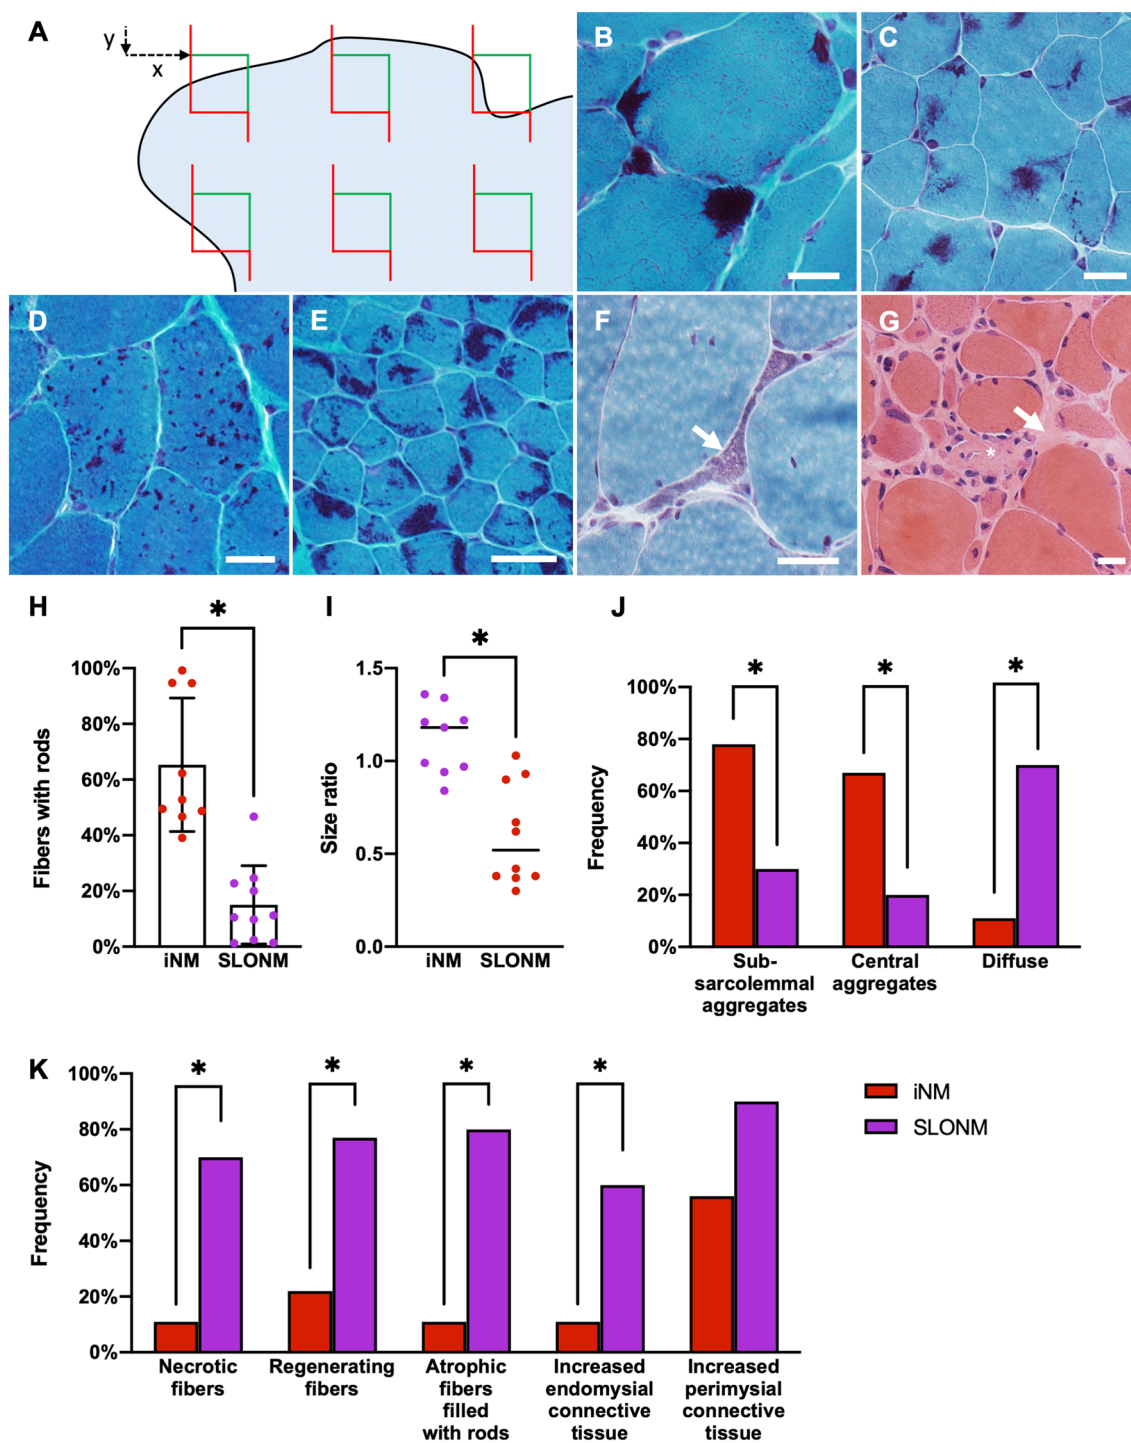 A
y
x
B
C
D
E
F
G
*
H
*
100%
80%
60%
40%
20%
0%
Fibers with rods
iNM
SLONM
I
*
1.5
1.0
0.5
0.0
Size ratio
iNM
SLONM
J
*
*
*
100%
80%
60%
40%
20%
0%
Frequency
Sub-
sarcolemmal
aggregates
Central
aggregates
Diffuse
K
*
*
*
*
100%
80%
60%
40%
20%
0%
Frequency
Necrotic
fibers
Regenerating
fibers
Atrophic
fibers
filled
with rods
Increased
endomysial
connective
tissue
Increased
perimysial
connective
tissue
iNM
SLONM